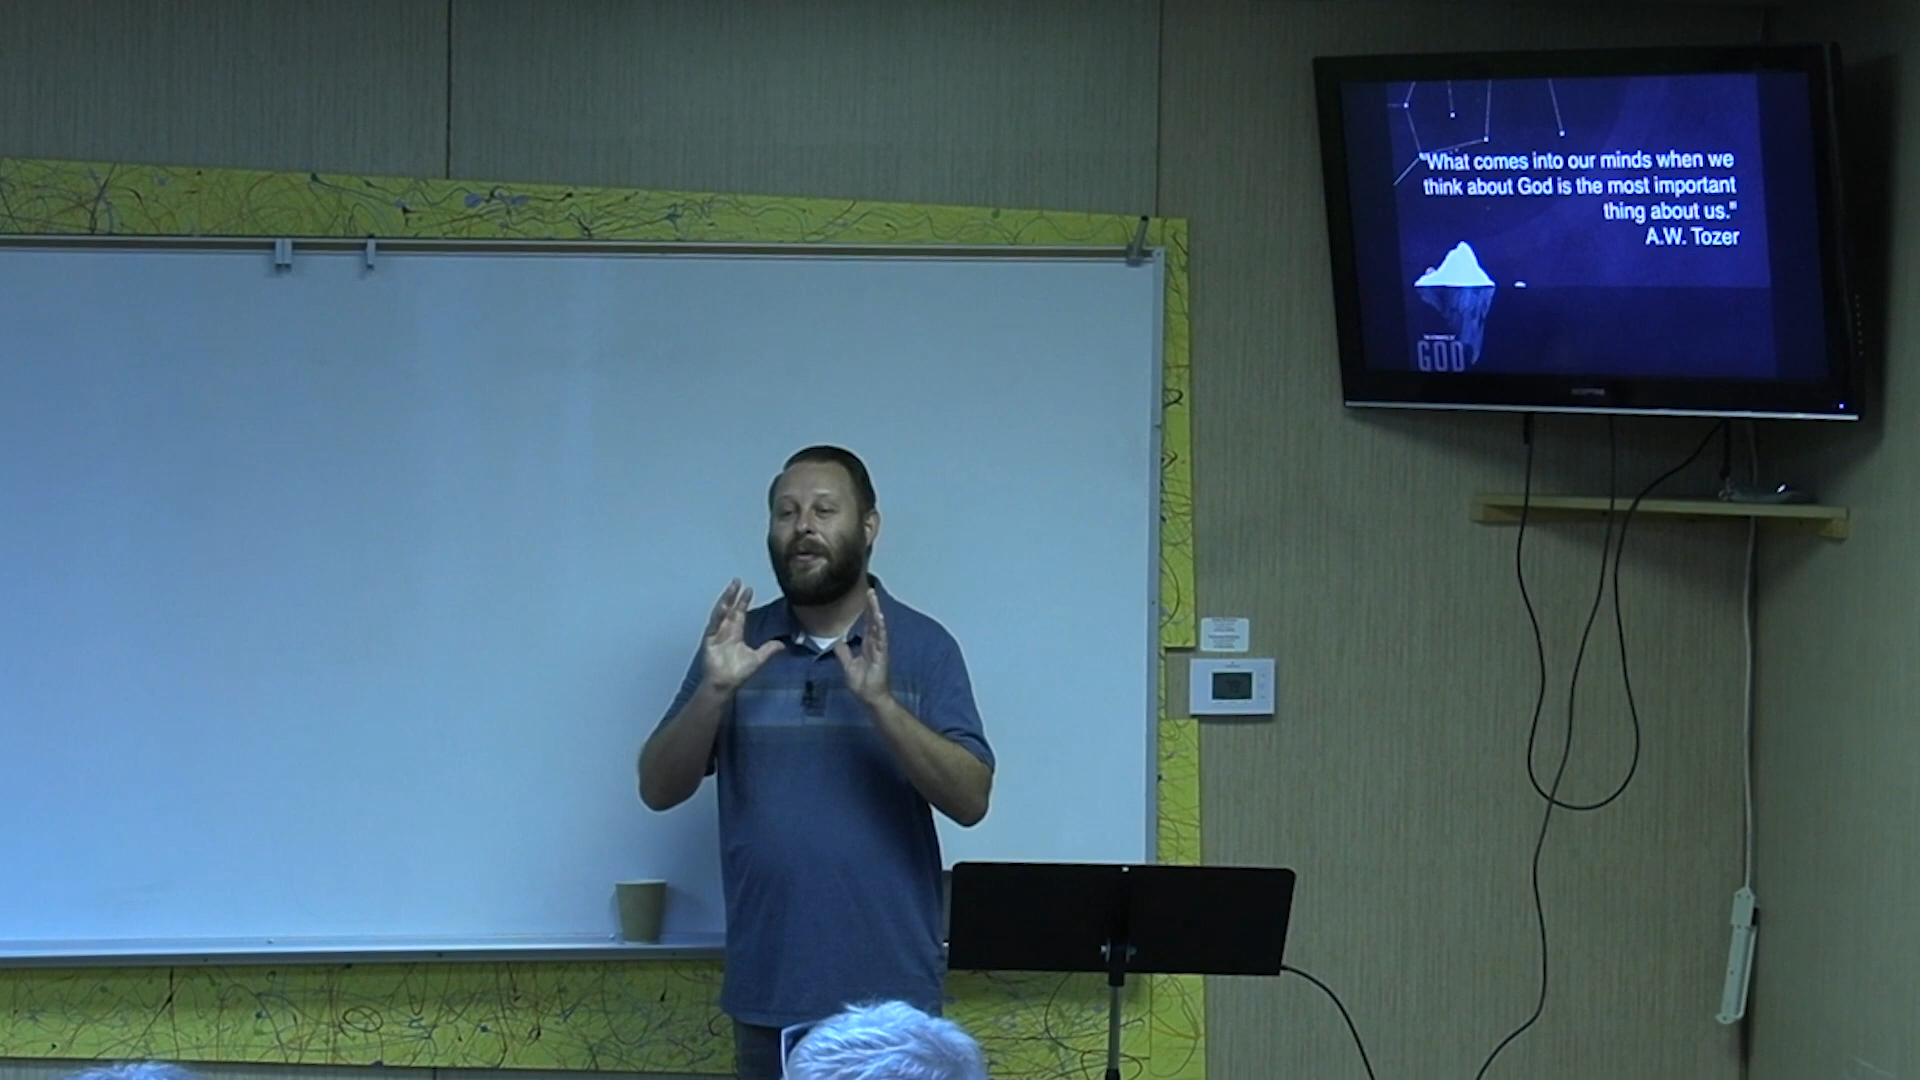 "What comes into our minds when we
think about God is the most important
thing about us."
A.W. Tozer
GOD